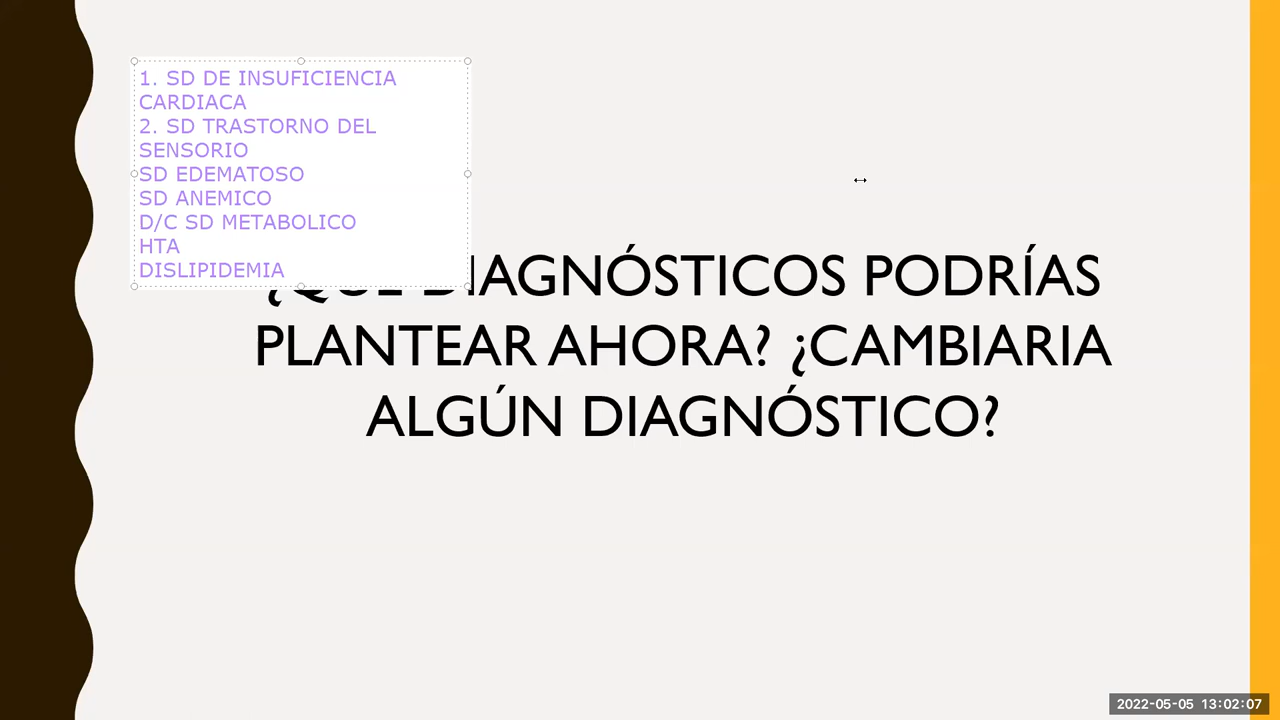 1. SD DE INSUFICIENCIA
CARDIACA
2. SD TRASTORNO DEL
SENSORIO
SD EDEMATOSO
SD ANEMICO
D/C SD METABOLICO
HTA
DISLIPIDEMIA
¿QUE DIAGNÓSTICOS PODRÍAS
PLANTEAR AHORA? ¿CAMBIARIA
ALGÚN DIAGNÓSTICO?
2022-05-05 13:02:07